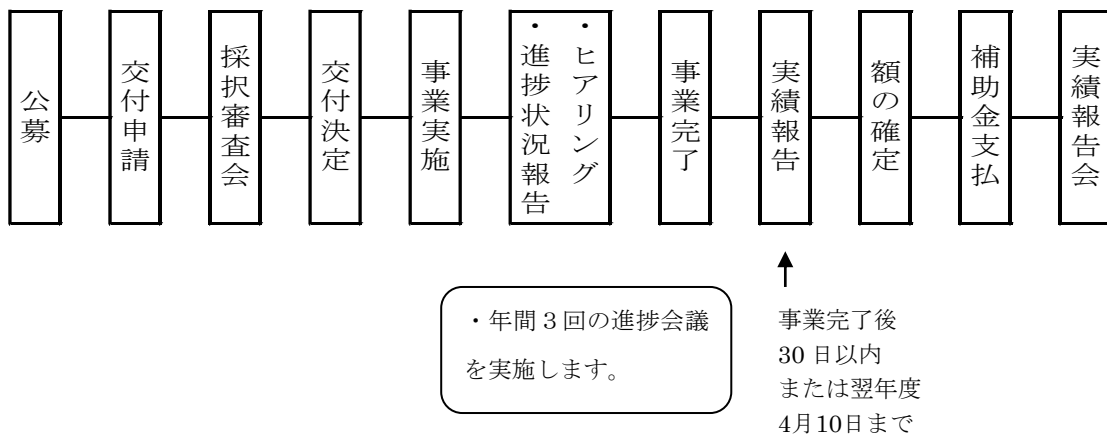 公募
交付申請
採択審査会
交付決定
事業実施
・ヒアリング
・進捗状況報告
事業完了
実績報告
額の確定
補助金支払
実績報告会
・年間３回の進捗会議
を実施します。
事業完了後
30日以内
または翌年度
4月10日まで